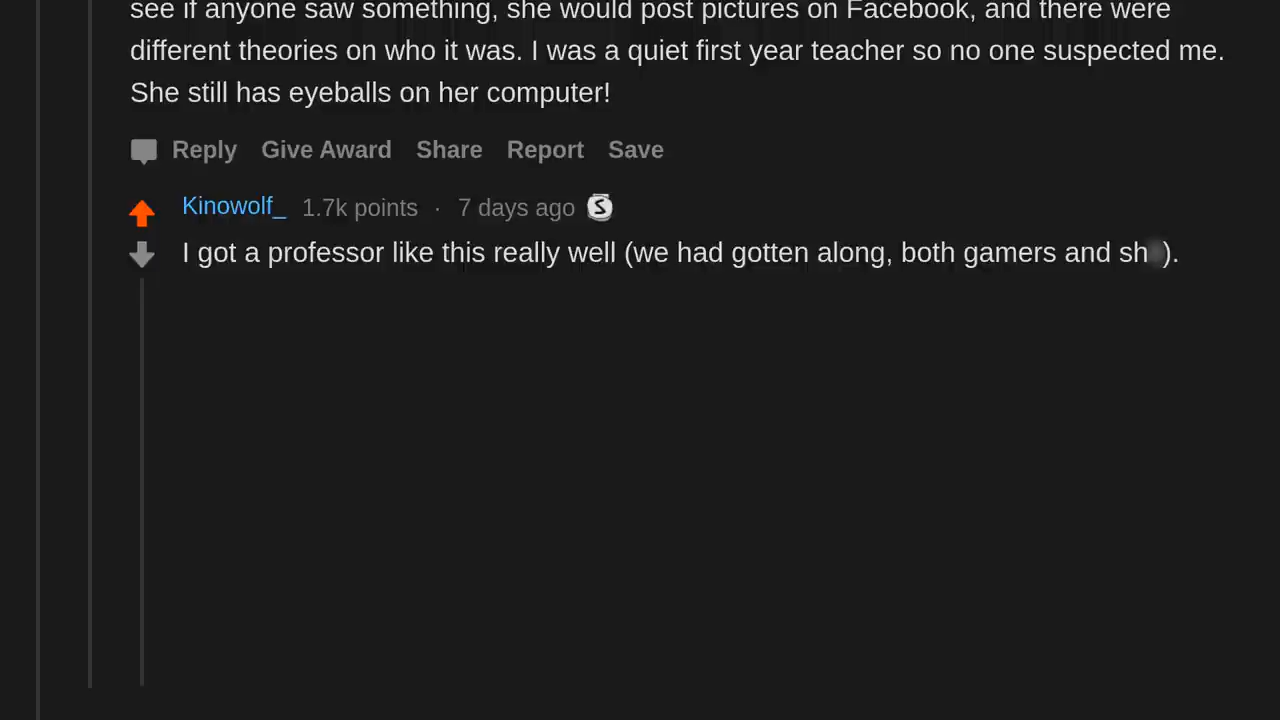 see if anyone saw something, she would post pictures on Facebook, and there were
different theories on who it was. I was a quiet first year teacher so no one suspected me.
She still has eyeballs on her computer!
Reply Give Award Share Report Save
Kinowolf_ 1.7k points · 7 days ago S
I got a professor like this really well (we had gotten along, both gamers and sh ).